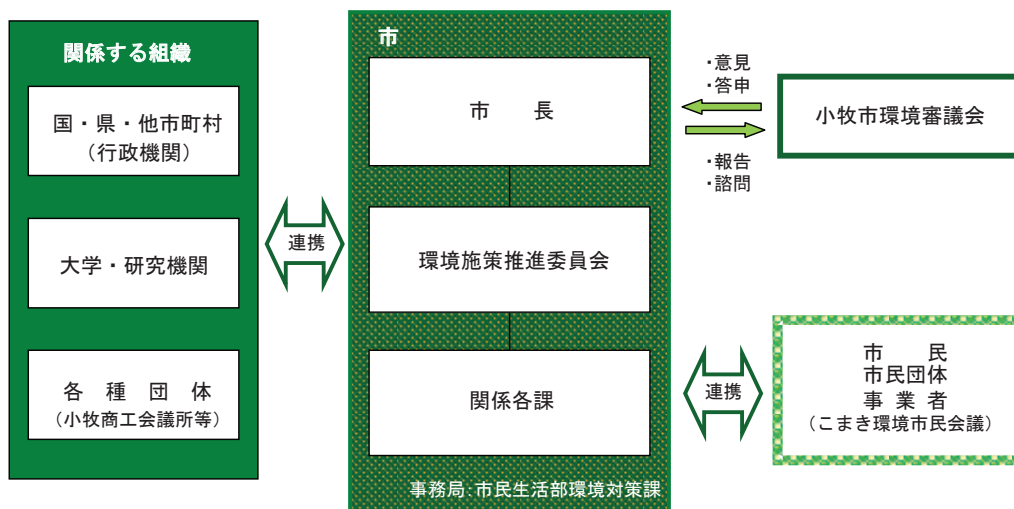 関係する組織
国・県・他市町村
（行政機関）
大学・研究機関
各 種 団 体
（小牧商工会議所等）
連携
市
市 長
環境施策推進委員会
関係各課
事務局：市民生活部環境対策課
・意見
・答申
・報告
・諮問
小牧市環境審議会
連携
市 民
市民団体
事 業 者
（こまき環境市民会議）